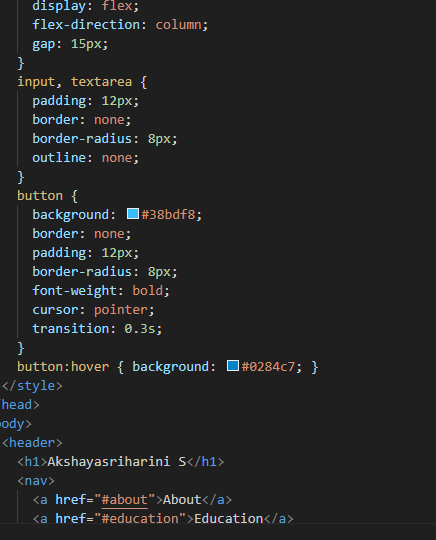 display: flex;
flex-direction: column;
gap: 15px;
}
input, textarea {
padding: 12px;
border: none;
border-radius: 8px;
outline: none;
}
button {
background: #38bdf8;
border: none;
padding: 12px;
border-radius: 8px;
font-weight: bold;
cursor: pointer;
transition: 0.3s;
}
button:hover { background: #0284c7; }
</style>
/head>
ody>
<header>
<h1>Akshayasriharini S</h1>
<nav>
<a href="#about">About</a>
<a href="#education">Education</a>